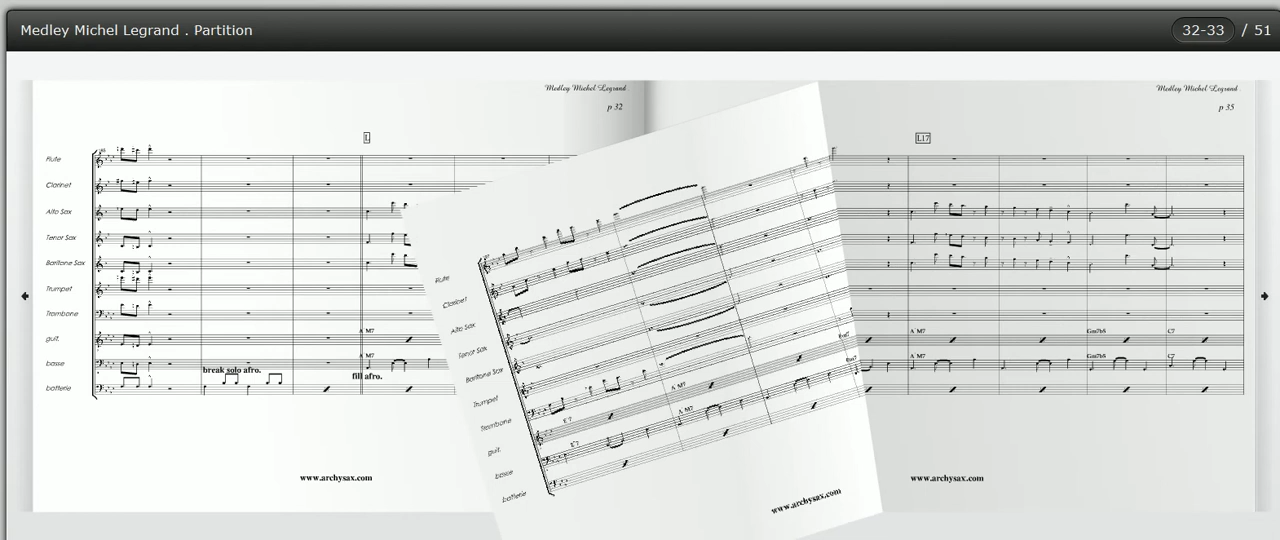 Medley Michel Legrand . Partition
32-33 / 51
Medley Michel Legrand
p 32
L
Flute
Clarinet
Alto Sax
Tenor Sax
Baritone Sax
Trumpet
Trombone
guit.
basse
batterie
A M7
A M7
break solo afro.
fill afro.
www.archysax.com
Flute
Clarinet
Alto Sax
Tenor Sax
Baritone Sax
Trumpet
Trombone
guit.
basse
batterie
E 7
A M7
E 7
A M7
www.archysax.com
Medley Michel Legrand
p 35
L17
A M7
Gm7b5
C7
A M7
Gm7b5
C7
www.archysax.com